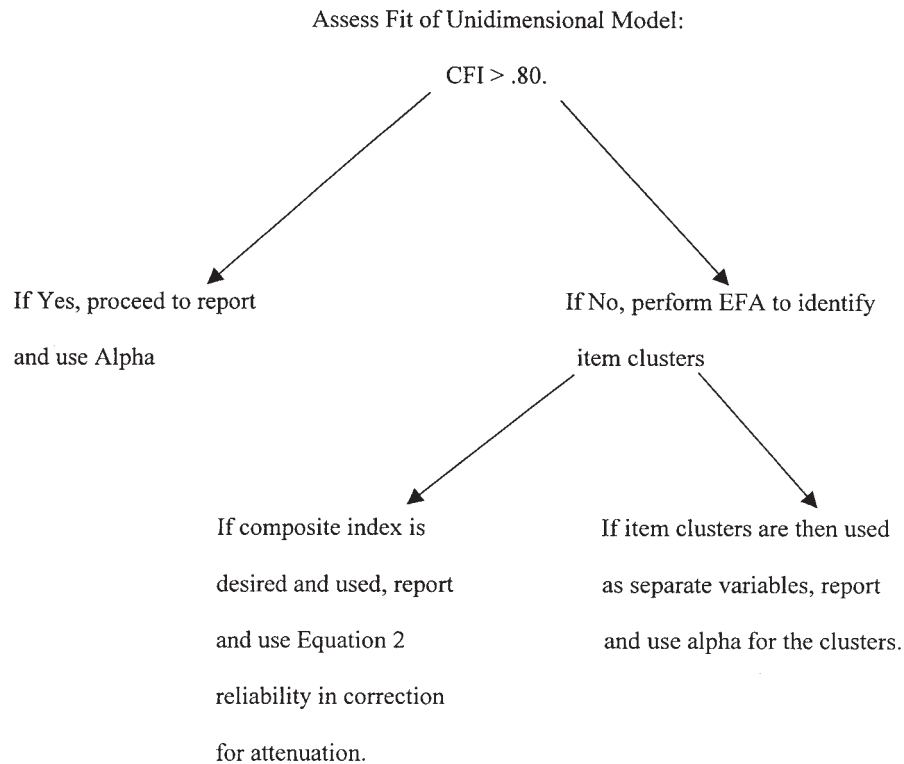 Assess Fit of Unidimensional Model:
CFI > .80.
If Yes, proceed to report
and use Alpha
If No, perform EFA to identify
item clusters
If composite index is
desired and used, report
and use Equation 2
reliability in correction
for attenuation.
If item clusters are then used
as separate variables, report
and use alpha for the clusters.